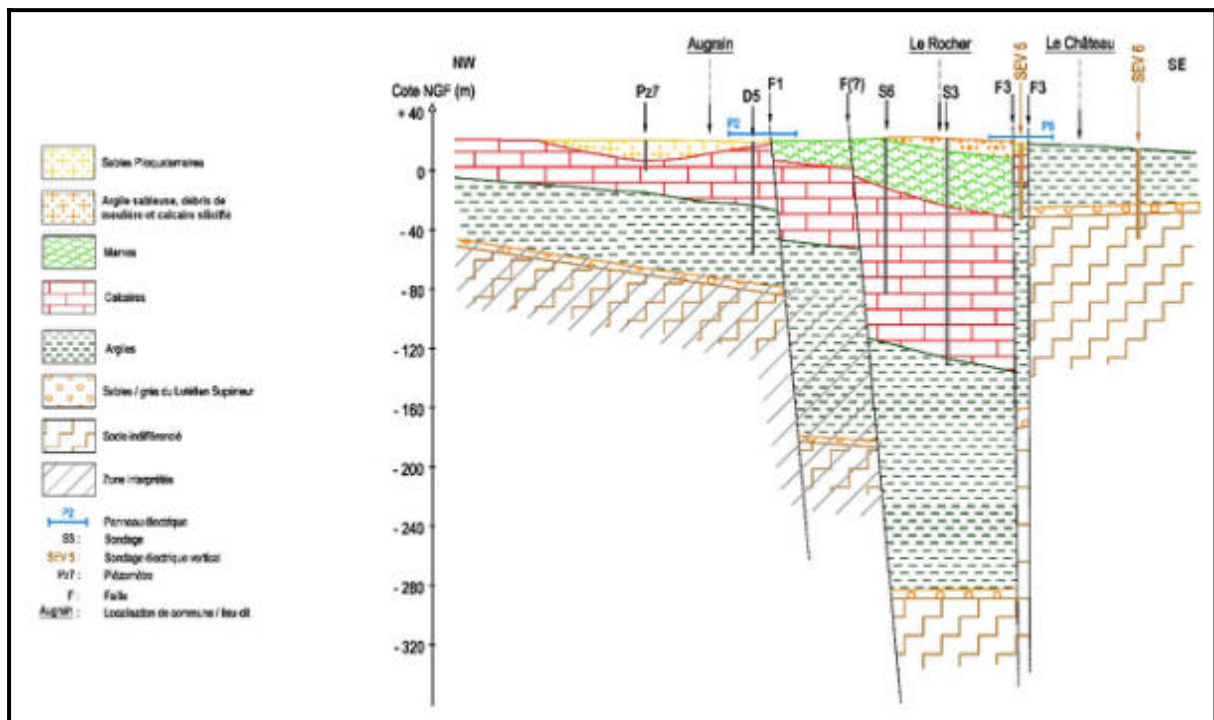 NW
Augrain
Le Rocher
Le Château
SE
Cote NGF (m)
Pz7
D5
F1
F(?)
S6
S3
F3
SEV 5
F3
SEV 6
P2
+ 40
0
- 40
- 80
- 120
- 160
- 200
- 240
- 280
- 320
Sables Plioquaternaires
Argile sableuse, débris de
meulière et calcaire silicifié
Marnes
Calcaires
Argiles
Sables / grès du Lutétien Supérieur
Socle indifférencié
Zone interprétée
P2
Panneau électrique
S3 : Sondage
SEV 5 : Sondage électrique vertical
Pz7 : Piézomètre
F : Faille
Augrain : Localisation de commune / lieu dit